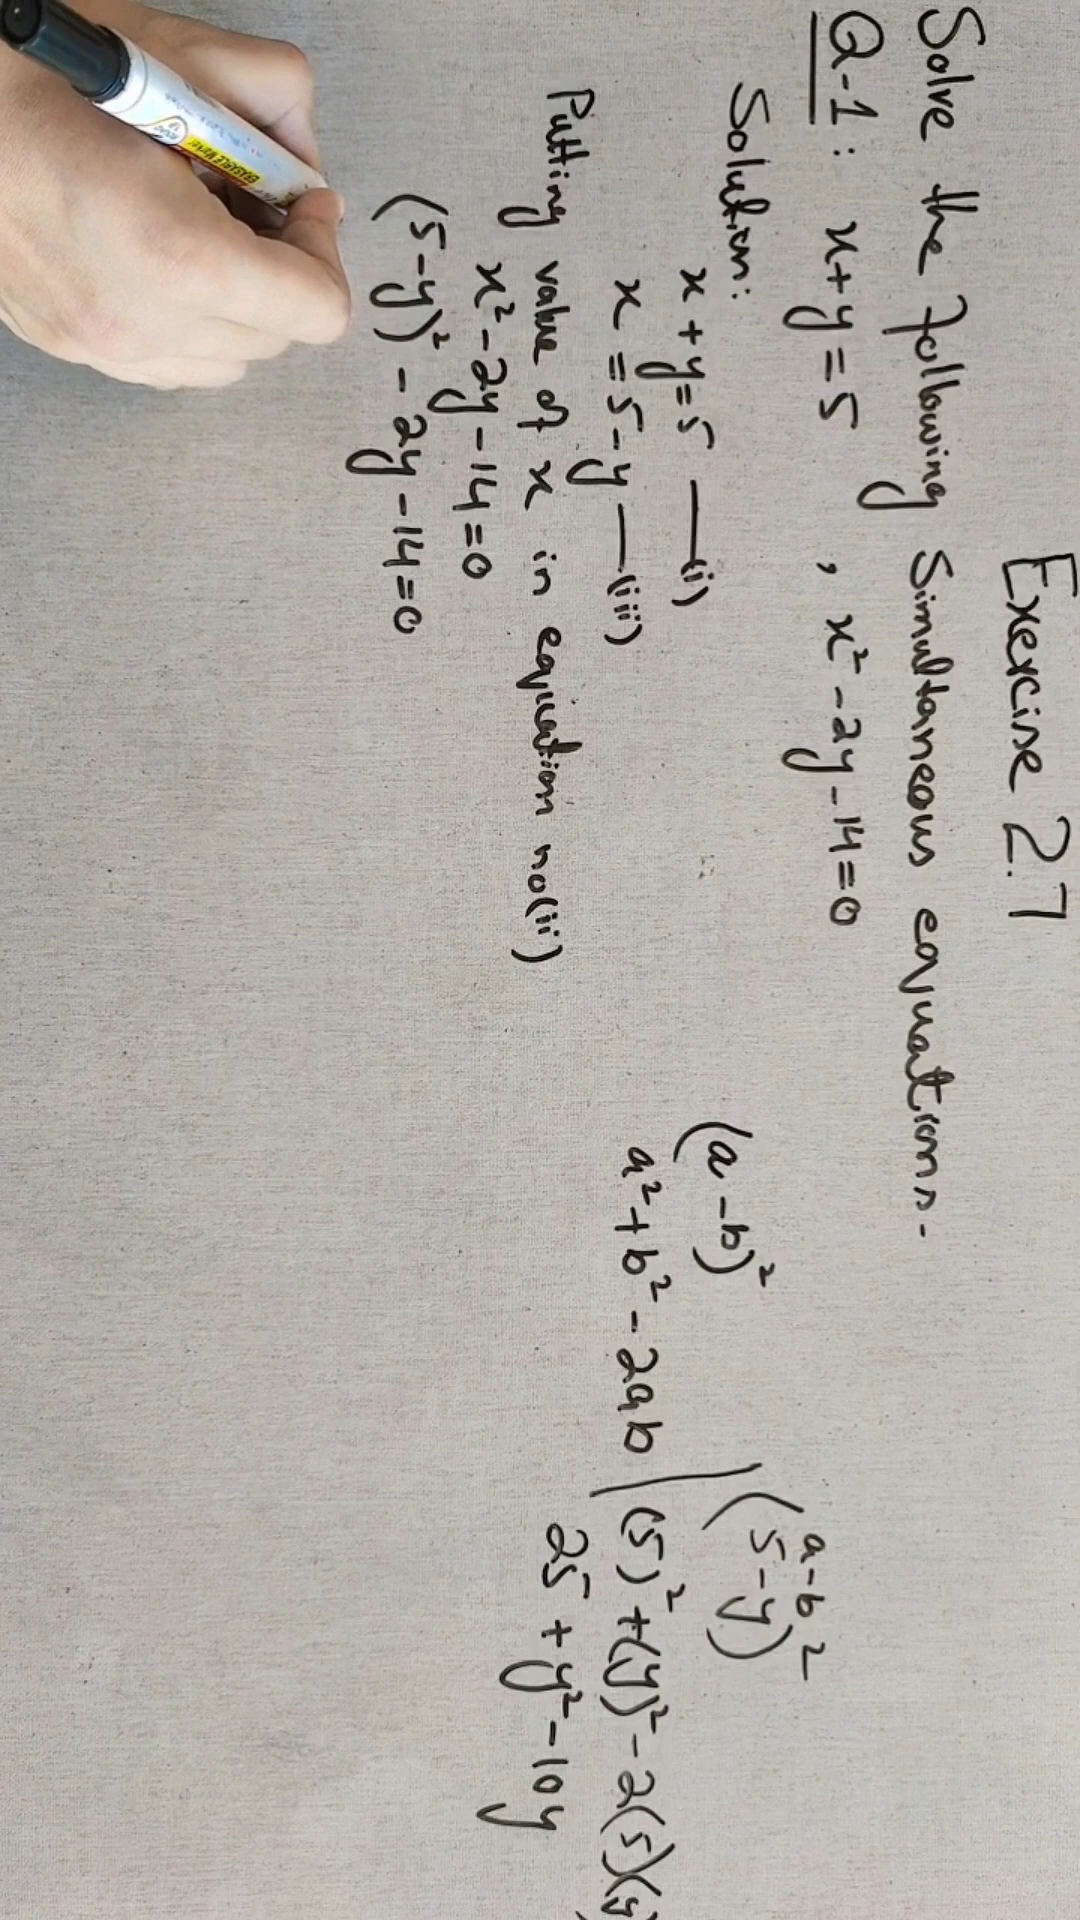 Exercise 2.7
Solve the following Simultaneous equations.
Q-1: x+y=5 , x²-2y-14=0
Solution:
x+y=5 —(i)
x=5-y —(iii)
Putting value of x in equation no(ii)
x²-2y-14=0
(5-y)²-2y-14=0
(a-b)²
a²+b²-2ab
a-b
(5-y)²
(5)²+(y)²-2(5)(y)
25+y²-10y
ERASABLE Marker